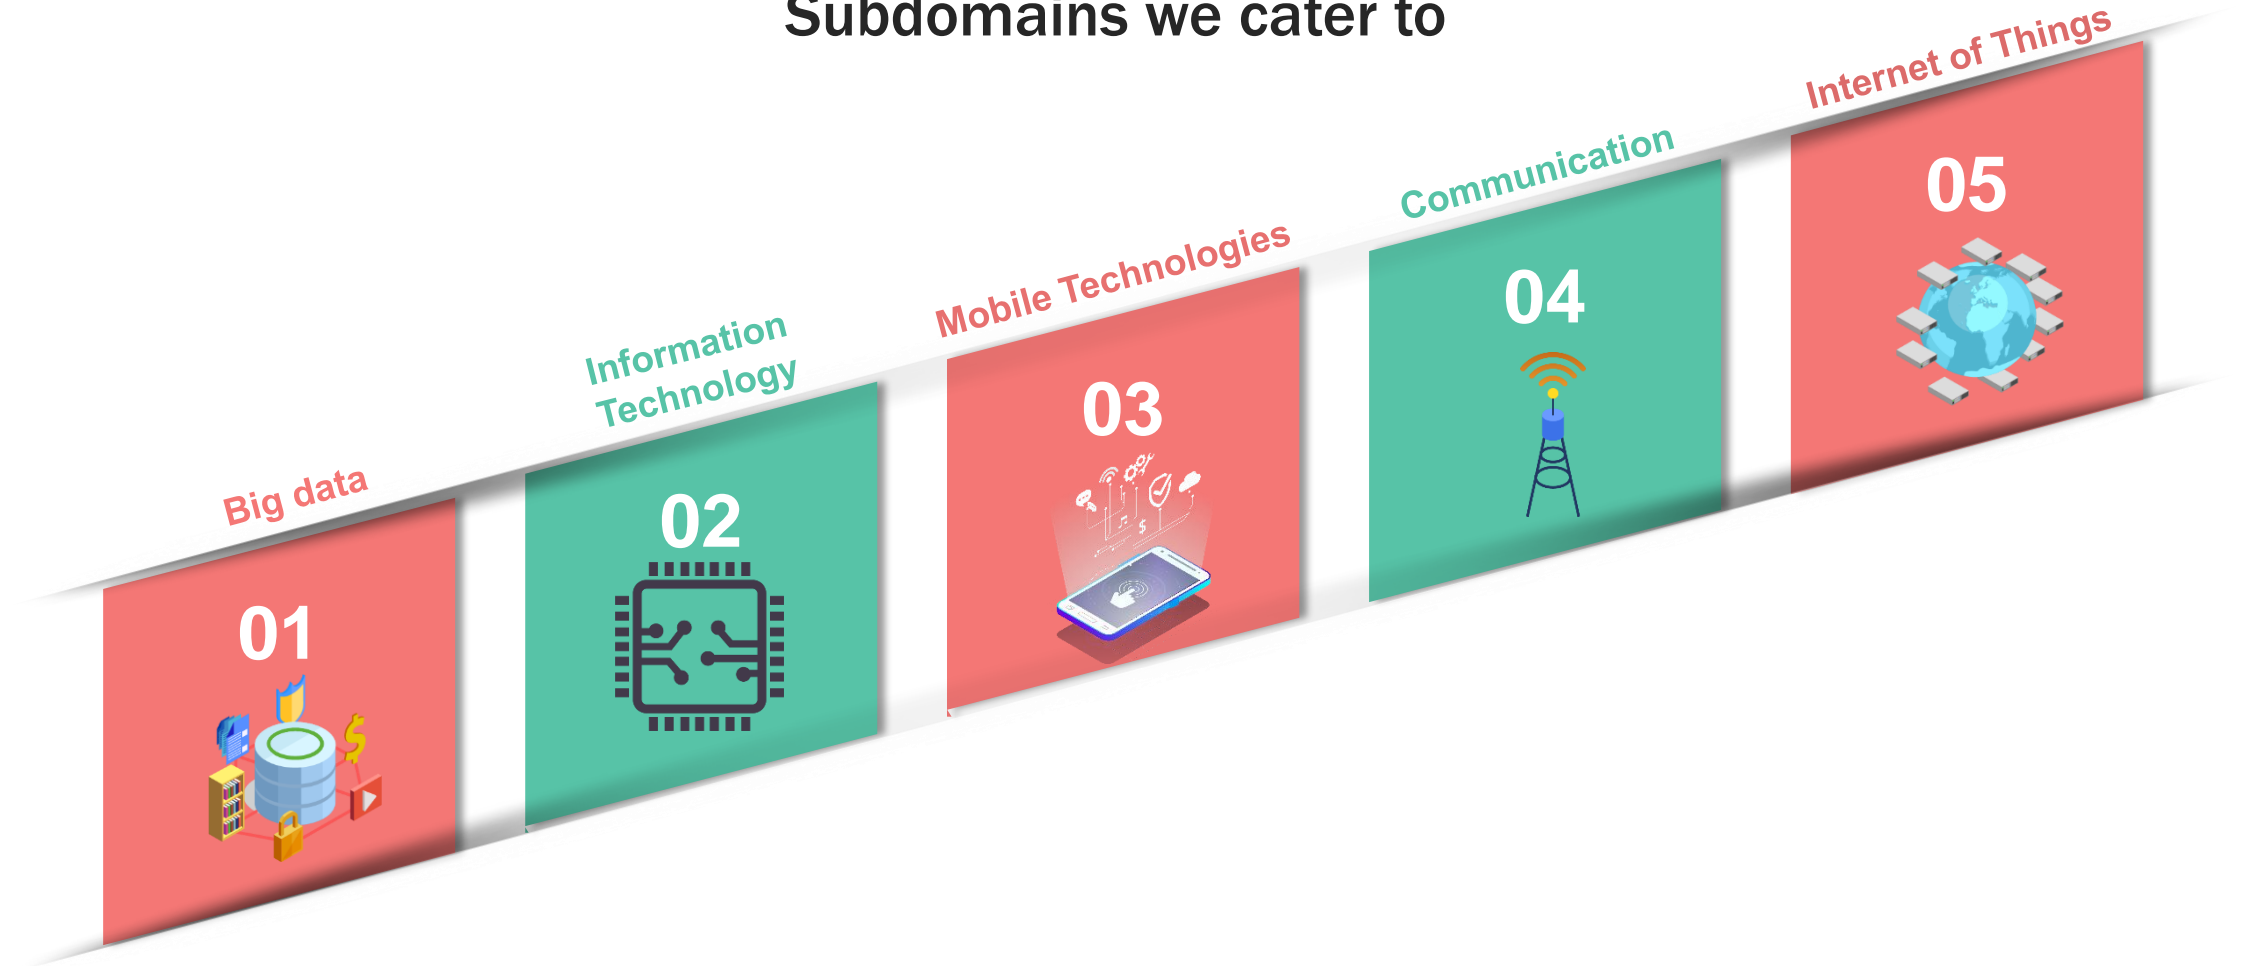 Subdomains we cater to
Big data
01
Information
Technology
02
Mobile Technologies
03
Communication
04
Internet of Things
05